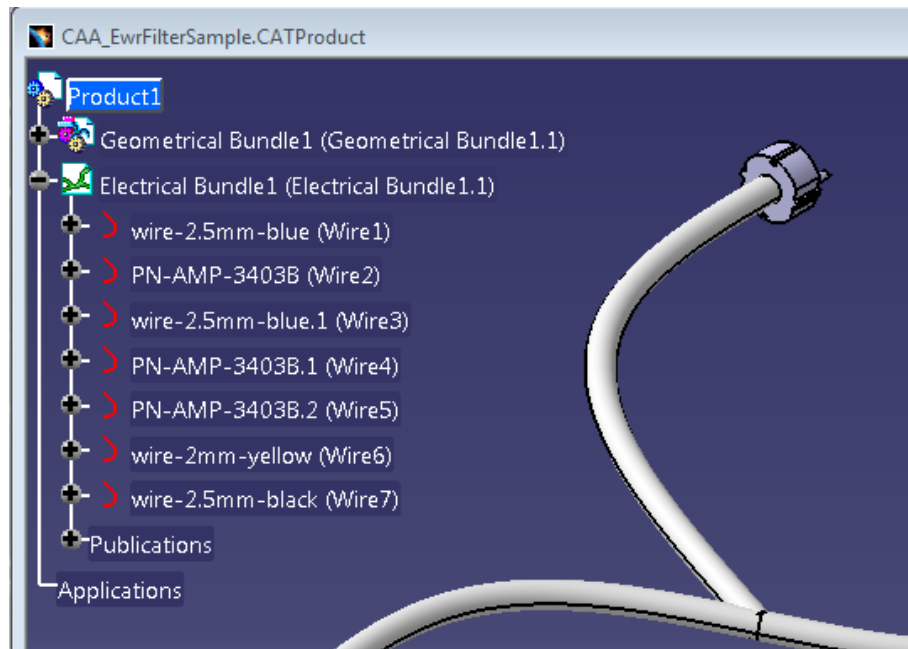 CAA_EwrFilterSample.CATProduct
Product1
Geometrical Bundle1 (Geometrical Bundle1.1)
Electrical Bundle1 (Electrical Bundle1.1)
wire-2.5mm-blue (Wire1)
PN-AMP-3403B (Wire2)
wire-2.5mm-blue.1 (Wire3)
PN-AMP-3403B.1 (Wire4)
PN-AMP-3403B.2 (Wire5)
wire-2mm-yellow (Wire6)
wire-2.5mm-black (Wire7)
Publications
Applications